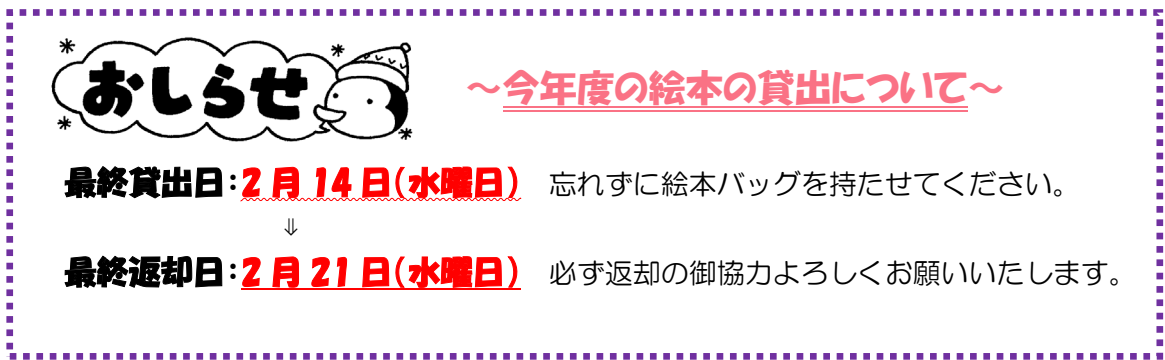 おしらせ
～今年度の絵本の貸出について～
最終貸出日:2月14日(水曜日) 忘れずに絵本バッグを持たせてください。
⇓
最終返却日:2月21日(水曜日) 必ず返却の御協力よろしくお願いいたします。